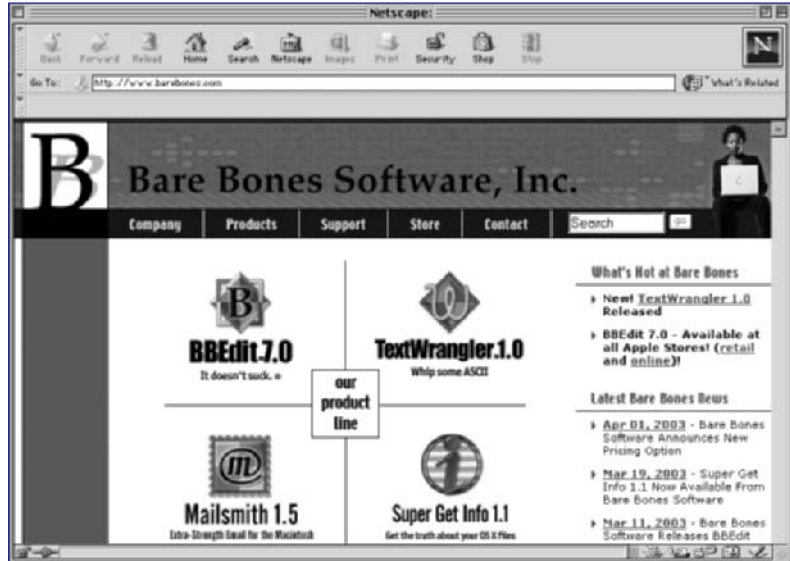 Netscape:
Back Forward Reload Home Search Netscape Images Print Security Shop Stop
Go To: http://www.barebones.com What's Related
B
Bare Bones Software, Inc.
Company Products Support Store Contact Search go
B
BBEdit 7.0
It doesn't suck. ®
TextWrangler 1.0
Whip some ASCII
our
product
line
Mailsmith 1.5
Extra-Strength Email for the Macintosh
Super Get Info 1.1
Get the truth about your OS X Files
What's Hot at Bare Bones
New! TextWrangler 1.0
Released
BBEdit 7.0 - Available at
all Apple Stores! (retail
and online)!
Latest Bare Bones News
Apr 01, 2003 - Bare Bones
Software Announces New
Pricing Option
Mar 19, 2003 - Super Get
Info 1.1 Now Available From
Bare Bones Software
Mar 11, 2003 - Bare Bones
Software Releases BBEdit